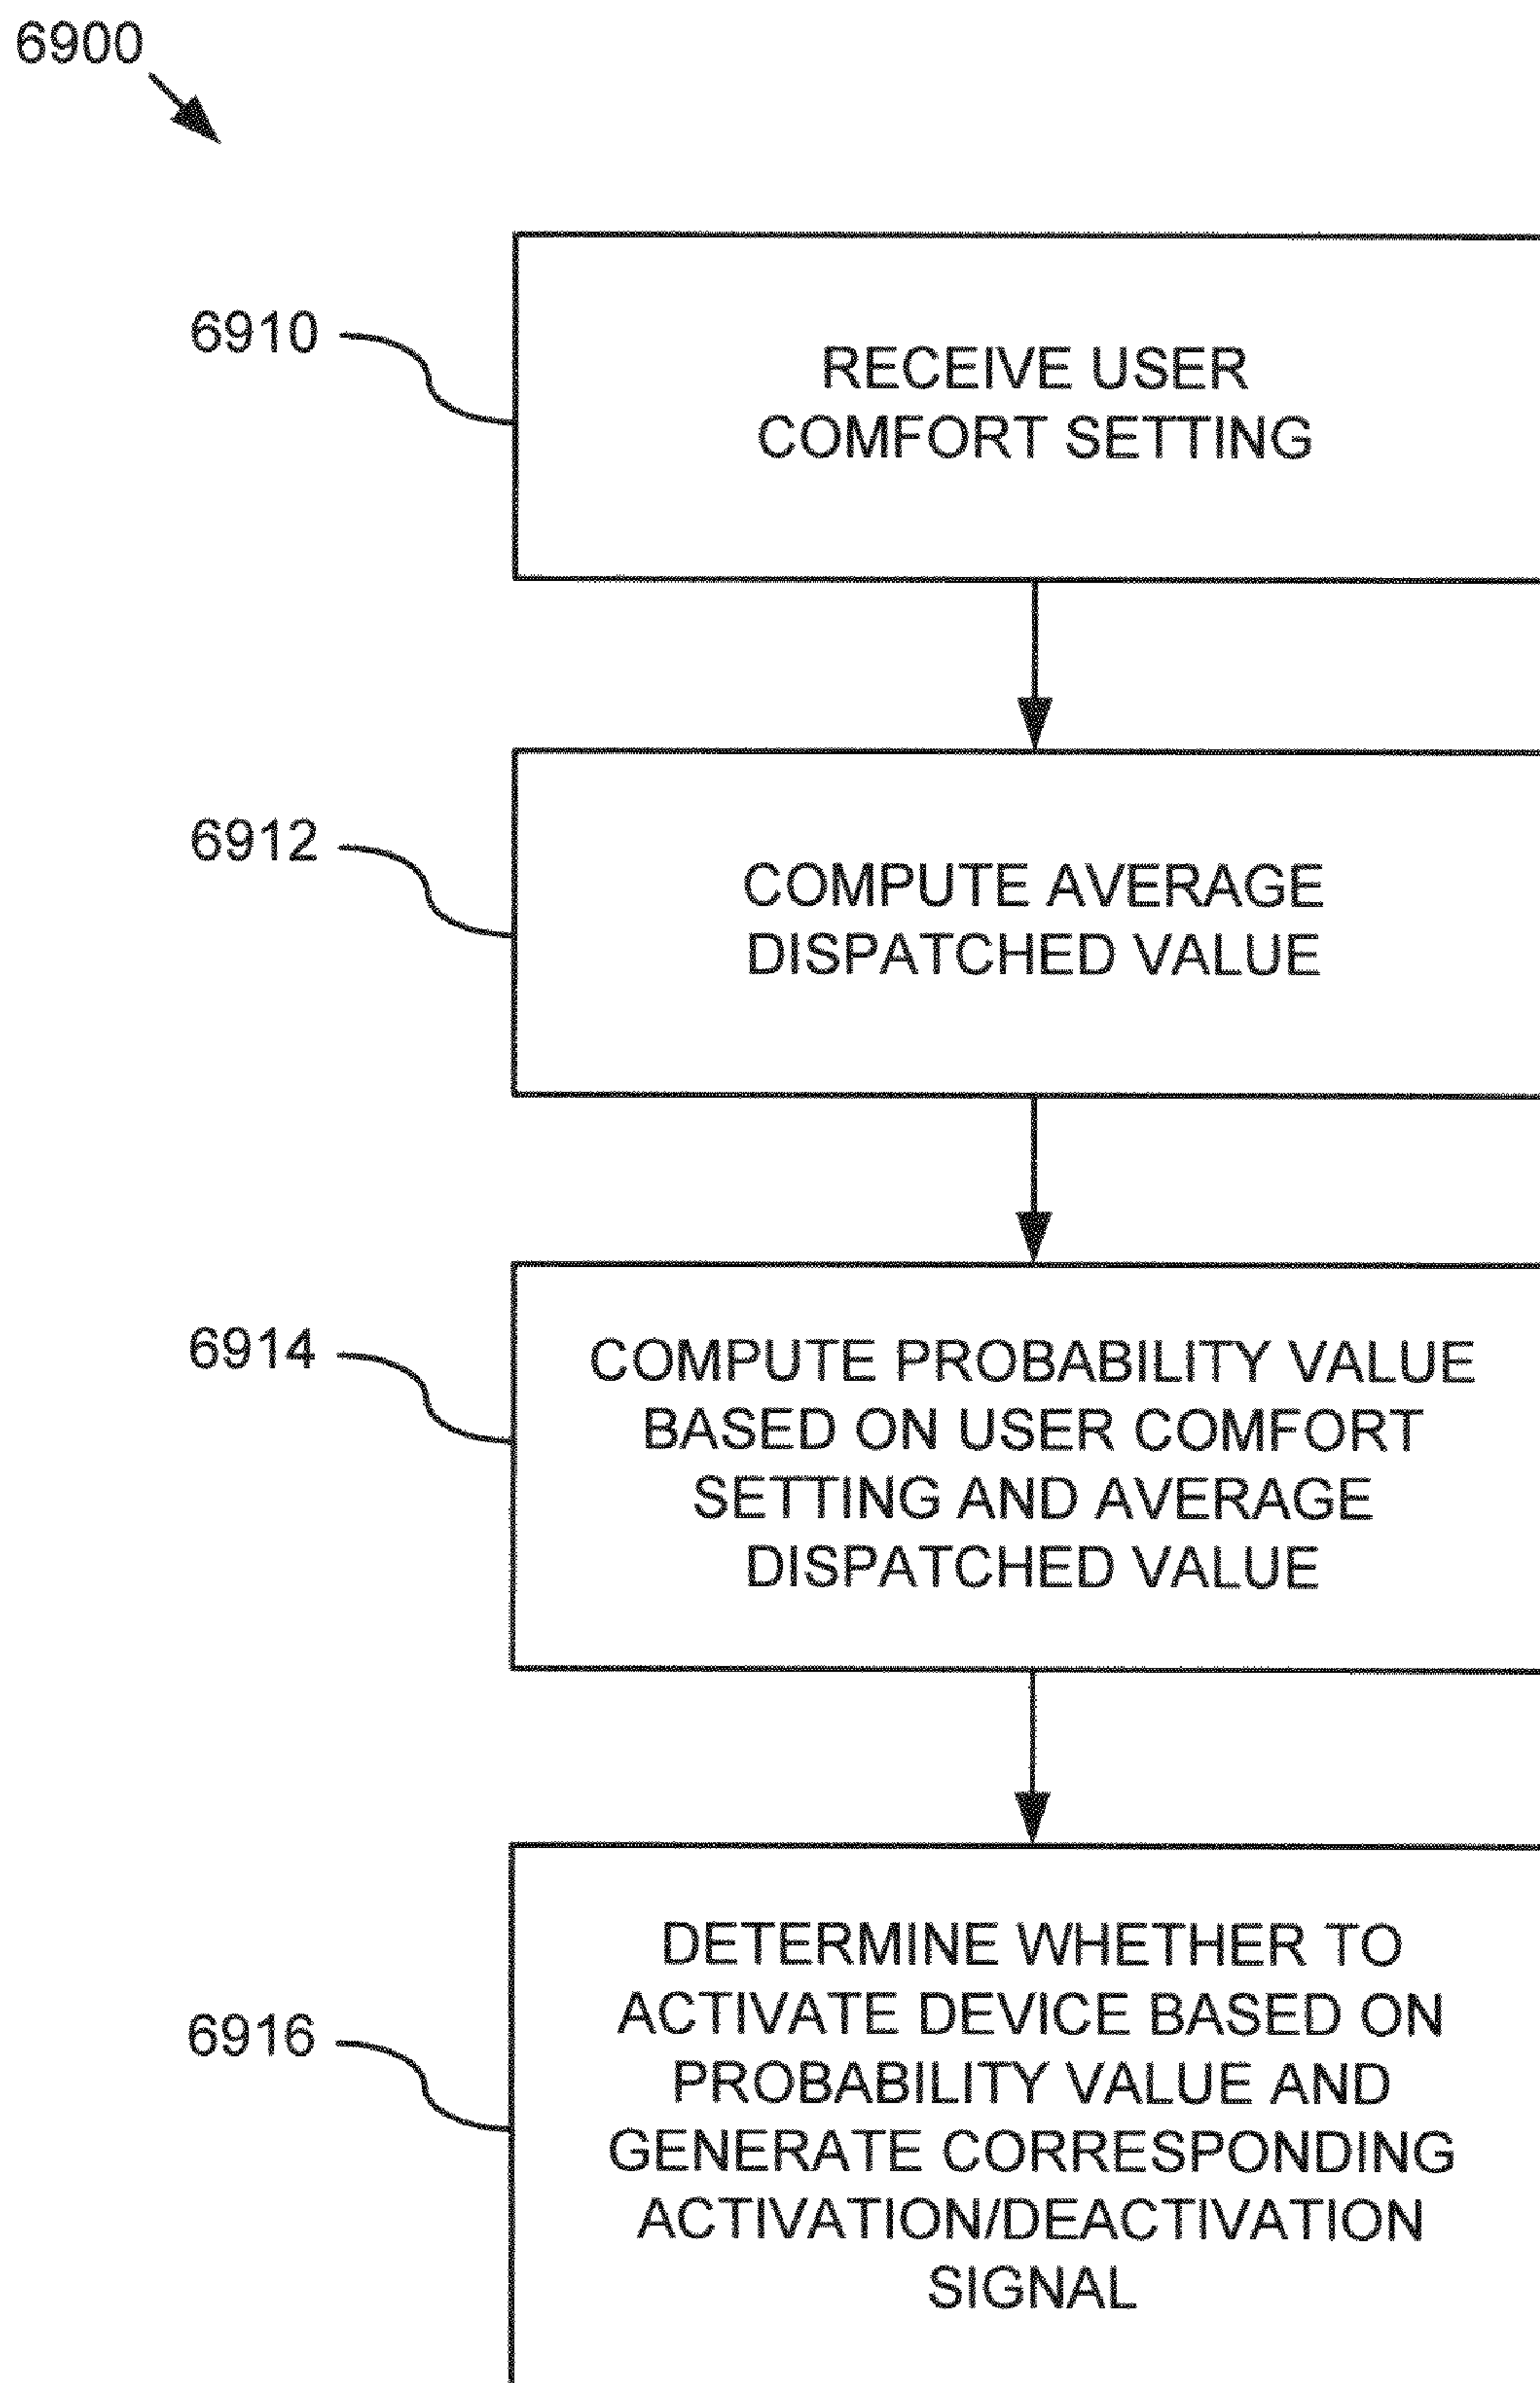 6900
6910
RECEIVE USER
COMFORT SETTING
6912
COMPUTE AVERAGE
DISPATCHED VALUE
6914
COMPUTE PROBABILITY VALUE
BASED ON USER COMFORT
SETTING AND AVERAGE
DISPATCHED VALUE
6916
DETERMINE WHETHER TO
ACTIVATE DEVICE BASED ON
PROBABILITY VALUE AND
GENERATE CORRESPONDING
ACTIVATION/DEACTIVATION
SIGNAL